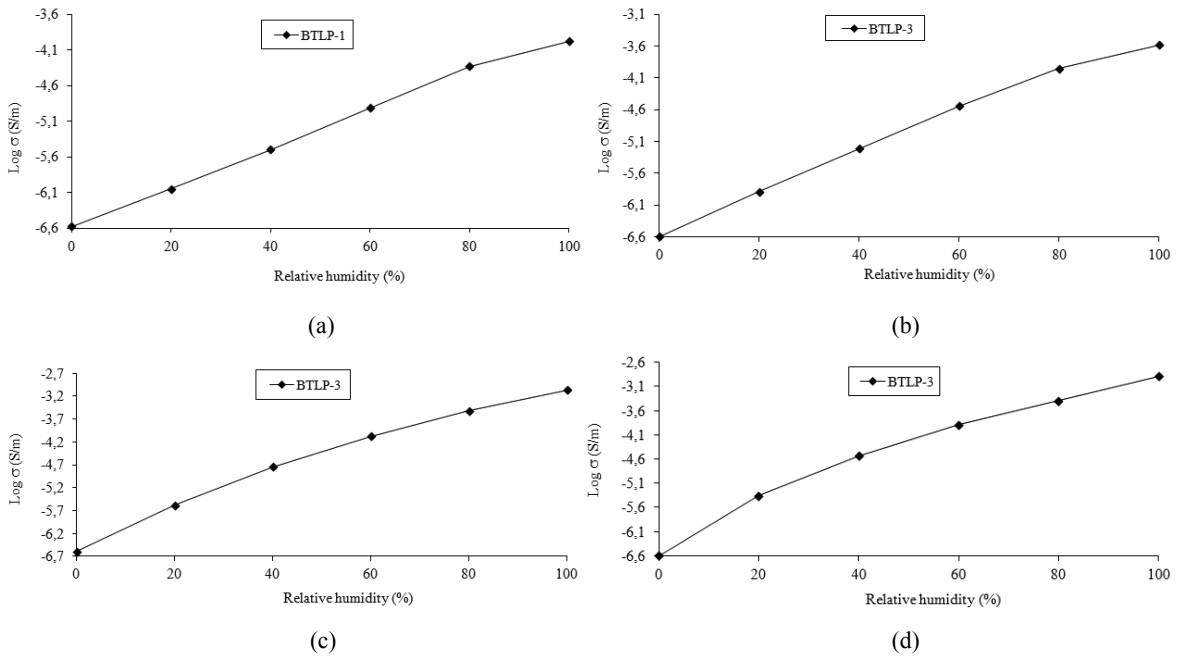 -3,6
-4,1
-4,6
-5,1
-5,6
-6,1
-6,6
Log σ (S/m)
BTLP-1
0 20 40 60 80 100
Relative humidity (%)
(a)
-3,1
-3,6
-4,1
-4,6
-5,1
-5,6
-6,1
-6,6
Log σ (S/m)
BTLP-3
0 20 40 60 80 100
Relative humidity (%)
(b)
-2,7
-3,2
-3,7
-4,2
-4,7
-5,2
-5,7
-6,2
-6,7
Log σ (S/m)
BTLP-3
0 20 40 60 80 100
Relative humidity (%)
(c)
-2,6
-3,1
-3,6
-4,1
-4,6
-5,1
-5,6
-6,1
-6,6
Log σ (S/m)
BTLP-3
0 20 40 60 80 100
Relative humidity (%)
(d)